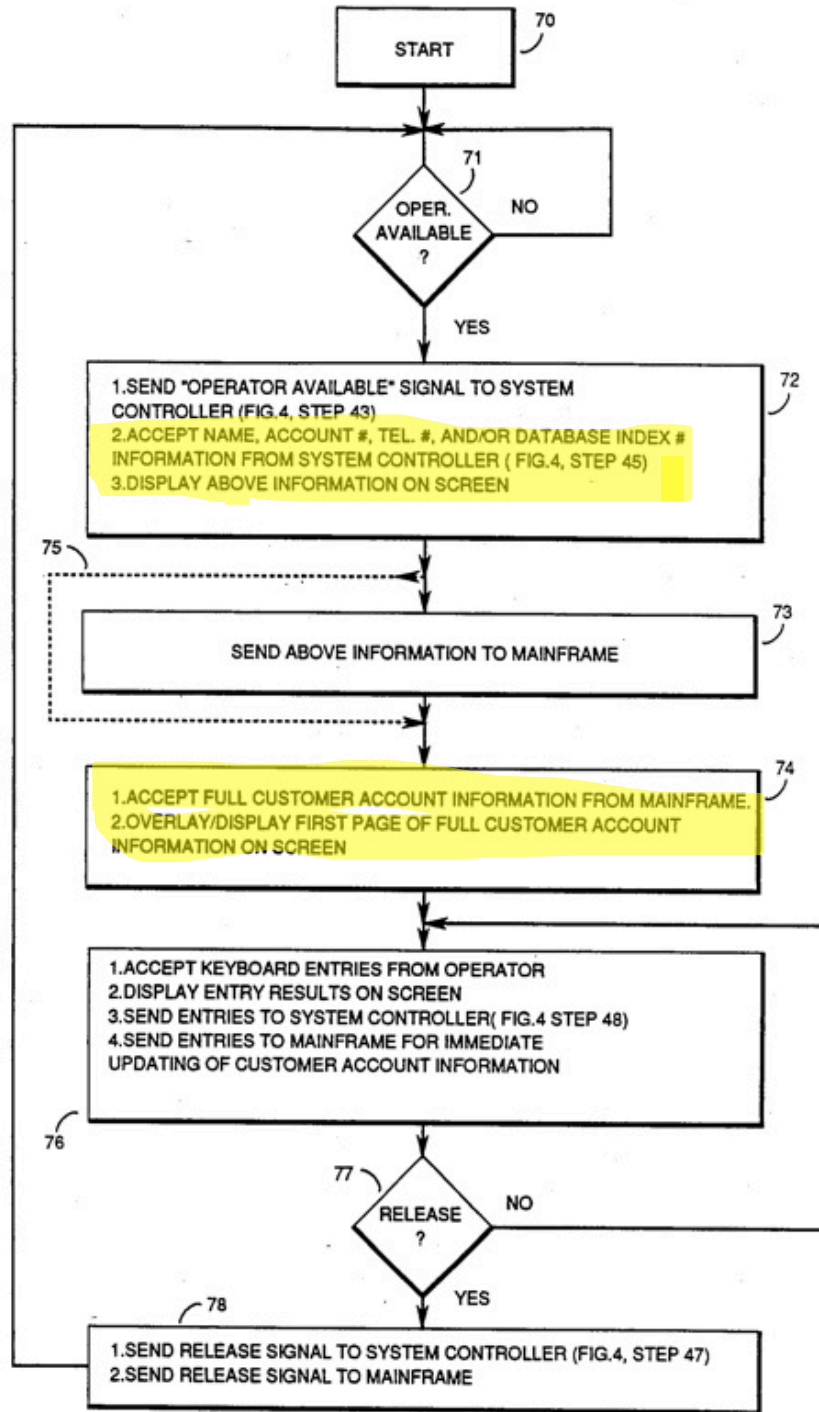 70
START
71
OPER.
AVAILABLE
?
NO
YES
72
1.SEND "OPERATOR AVAILABLE" SIGNAL TO SYSTEM
CONTROLLER (FIG.4, STEP 43)
2.ACCEPT NAME, ACCOUNT #, TEL. #, AND/OR DATABASE INDEX #
INFORMATION FROM SYSTEM CONTROLLER ( FIG.4, STEP 45)
3.DISPLAY ABOVE INFORMATION ON SCREEN
75
73
SEND ABOVE INFORMATION TO MAINFRAME
74
1.ACCEPT FULL CUSTOMER ACCOUNT INFORMATION FROM MAINFRAME.
2.OVERLAY/DISPLAY FIRST PAGE OF FULL CUSTOMER ACCOUNT
INFORMATION ON SCREEN
1.ACCEPT KEYBOARD ENTRIES FROM OPERATOR
2.DISPLAY ENTRY RESULTS ON SCREEN
3.SEND ENTRIES TO SYSTEM CONTROLLER( FIG.4 STEP 48)
4.SEND ENTRIES TO MAINFRAME FOR IMMEDIATE
UPDATING OF CUSTOMER ACCOUNT INFORMATION
76
77
RELEASE
?
NO
YES
78
1.SEND RELEASE SIGNAL TO SYSTEM CONTROLLER (FIG.4, STEP 47)
2.SEND RELEASE SIGNAL TO MAINFRAME